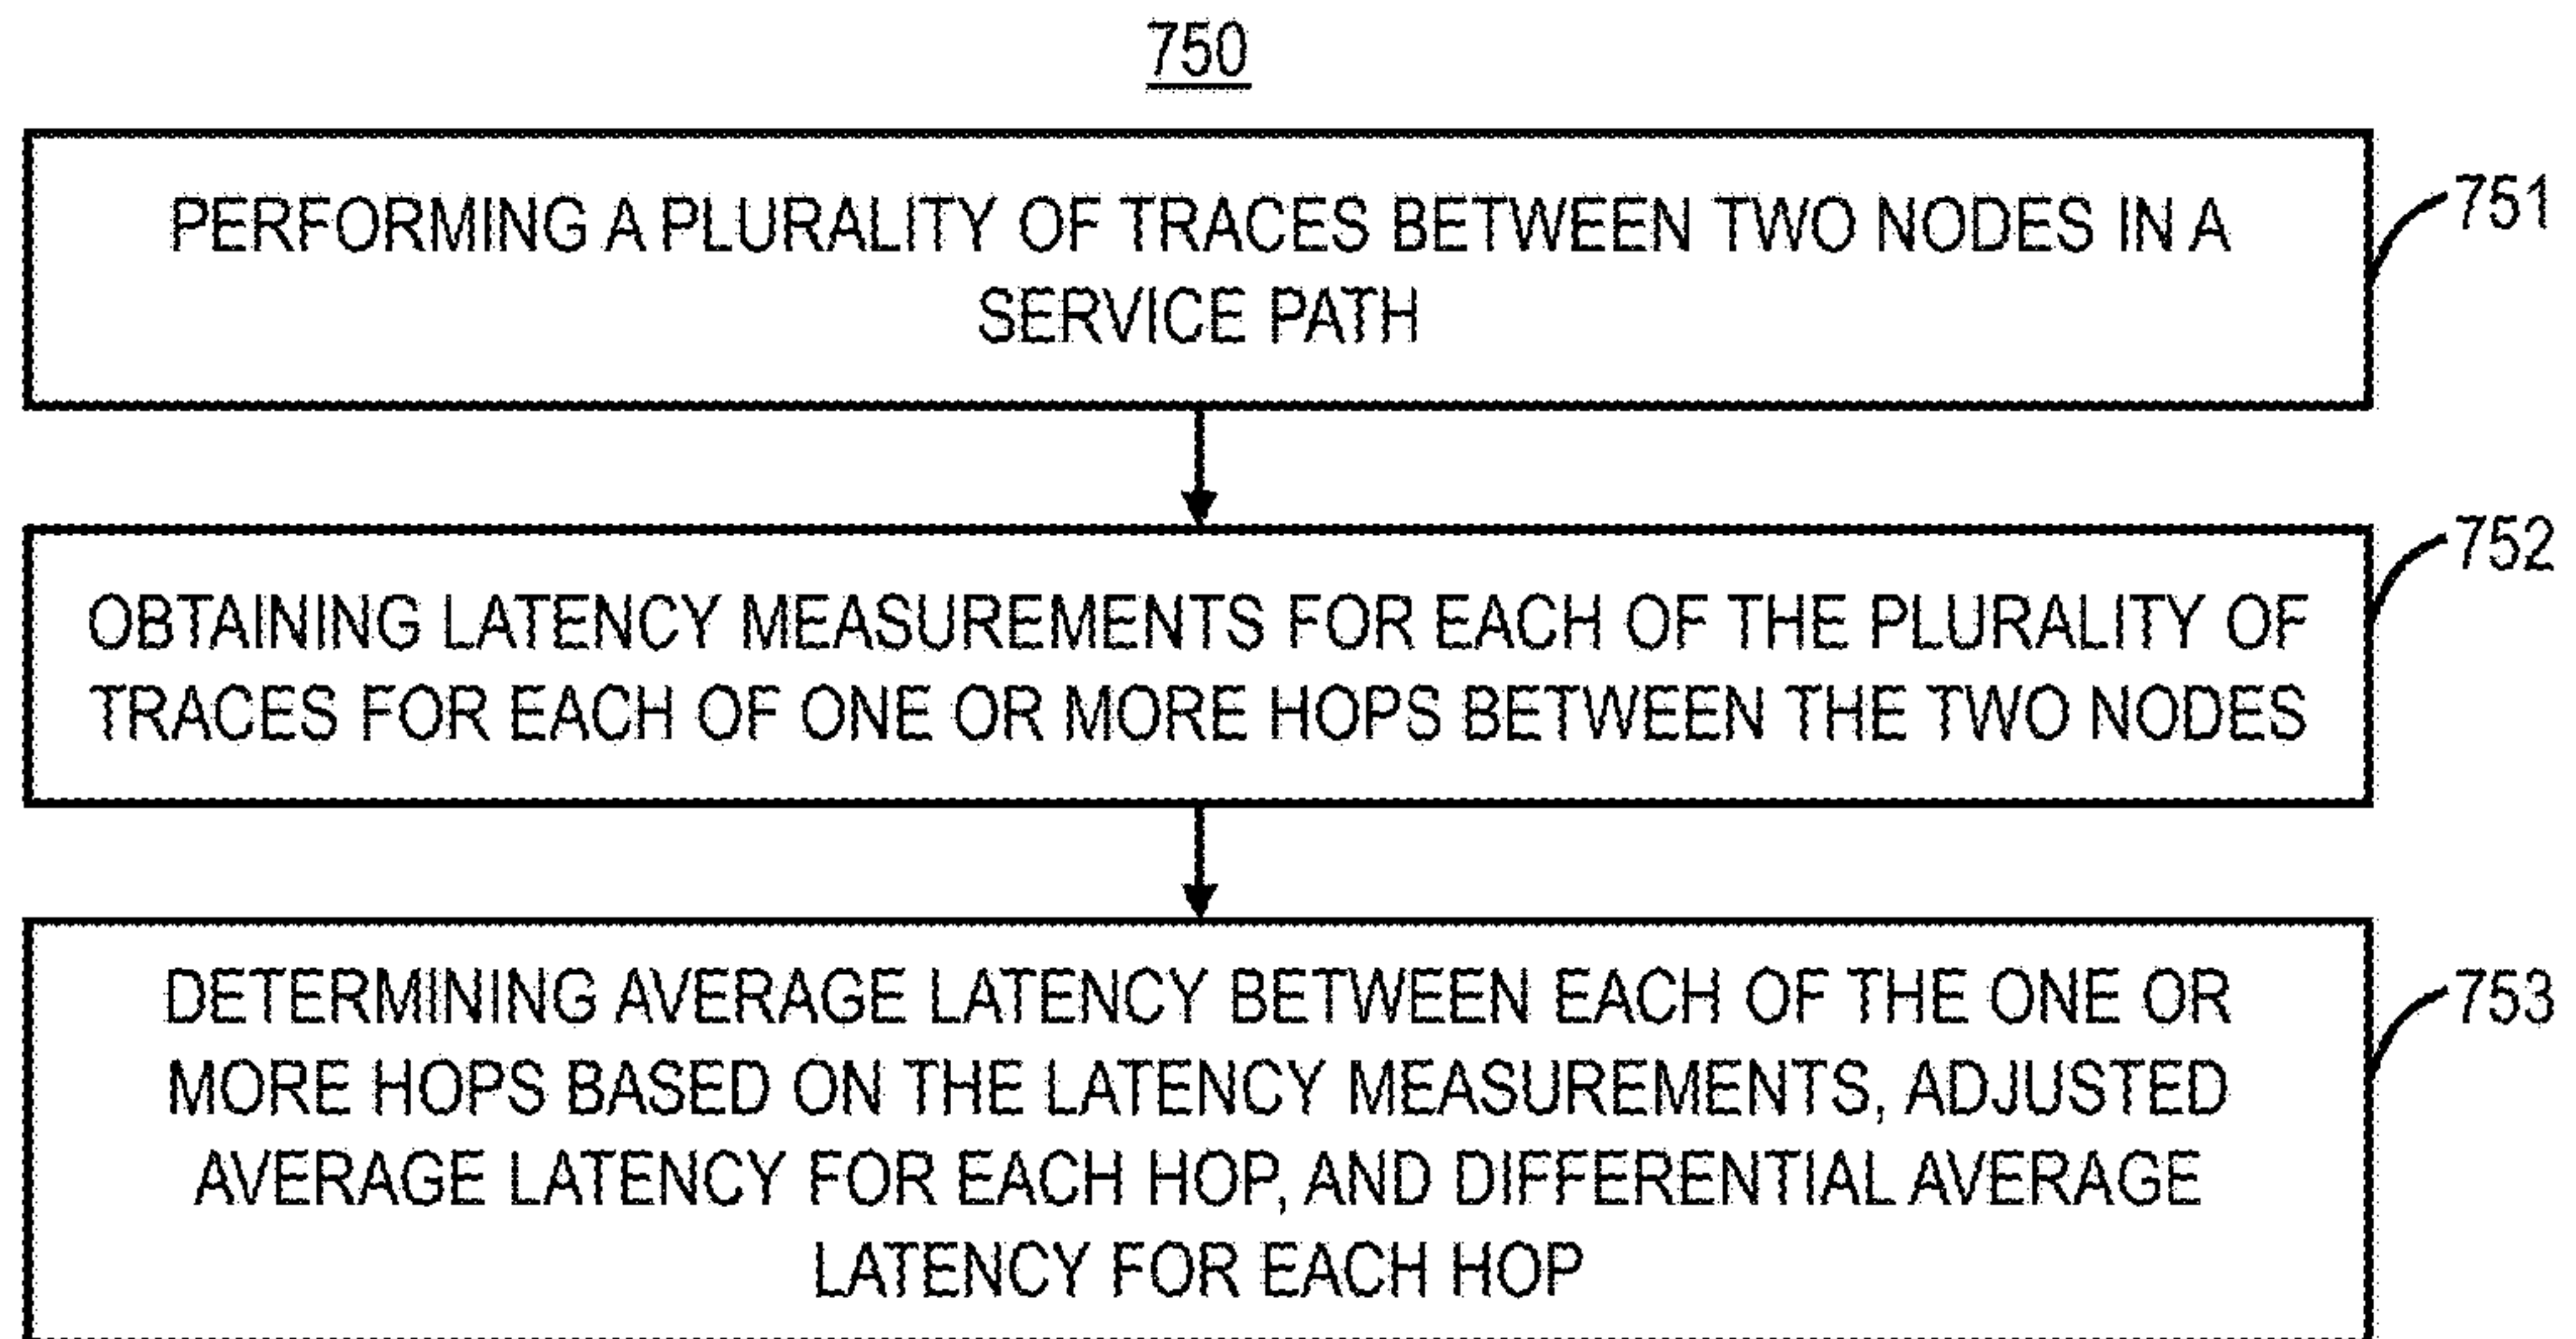 750
PERFORMING A PLURALITY OF TRACES BETWEEN TWO NODES IN A
SERVICE PATH
751
OBTAINING LATENCY MEASUREMENTS FOR EACH OF THE PLURALITY OF
TRACES FOR EACH OF ONE OR MORE HOPS BETWEEN THE TWO NODES
752
DETERMINING AVERAGE LATENCY BETWEEN EACH OF THE ONE OR
MORE HOPS BASED ON THE LATENCY MEASUREMENTS, ADJUSTED
AVERAGE LATENCY FOR EACH HOP, AND DIFFERENTIAL AVERAGE
LATENCY FOR EACH HOP
753